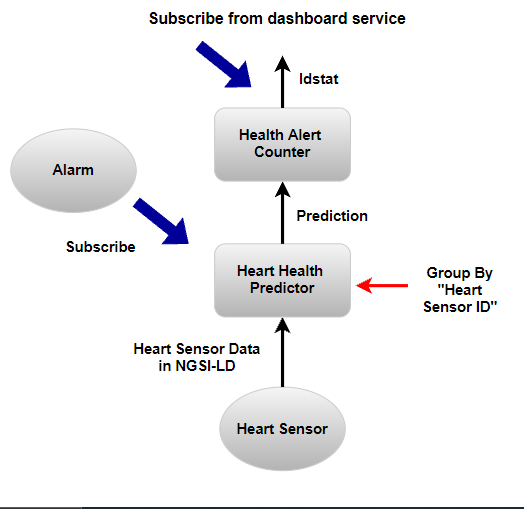 Subscribe from dashboard service
Idstat
Health Alert
Counter
Alarm
Prediction
Subscribe
Heart Health
Predictor
Group By
"Heart
Sensor ID"
Heart Sensor Data
in NGSI-LD
Heart Sensor